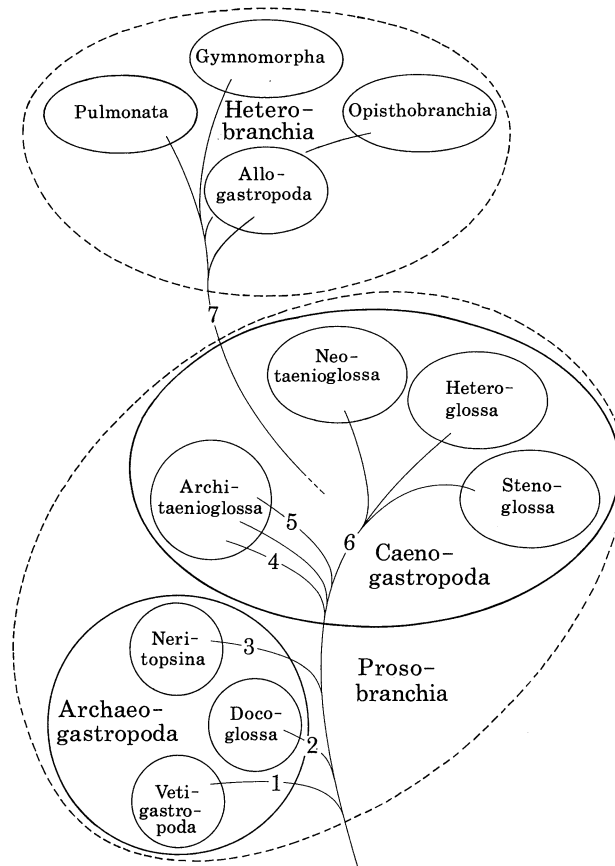 Gymnomorpha
Pulmonata
Hetero-
branchia
Opisthobranchia
Allo-
gastropoda
7
Neo-
taenioglossa
Hetero-
glossa
Archi-
taenioglossa
Steno-
glossa
5
6
4
Caeno-
gastropoda
Neri-
topsina
3
Proso-
branchia
Archaeo-
gastropoda
Doco-
glossa
2
1
Veti-
gastro-
poda